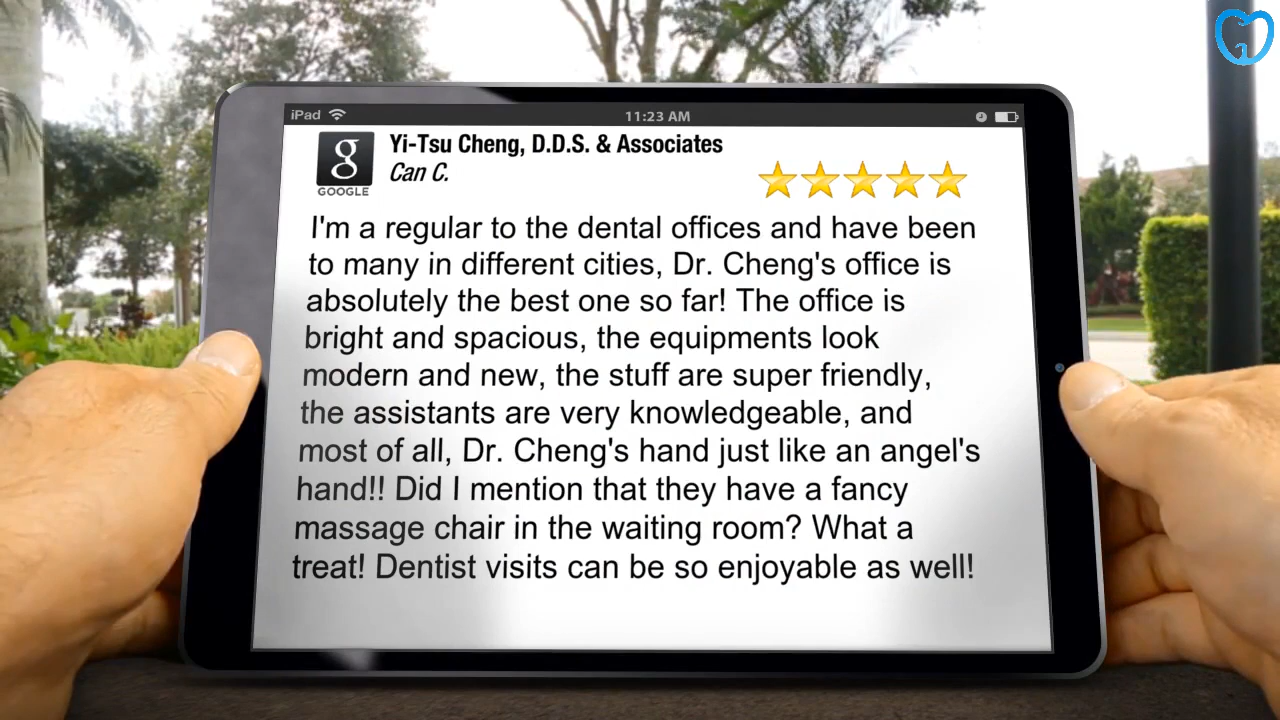 iPad
11:23 AM
g
GOOGLE
Yi-Tsu Cheng, D.D.S. & Associates
Can C.
I'm a regular to the dental offices and have been
to many in different cities, Dr. Cheng's office is
absolutely the best one so far! The office is
bright and spacious, the equipments look
modern and new, the stuff are super friendly,
the assistants are very knowledgeable, and
most of all, Dr. Cheng's hand just like an angel's
hand!! Did I mention that they have a fancy
massage chair in the waiting room? What a
treat! Dentist visits can be so enjoyable as well!